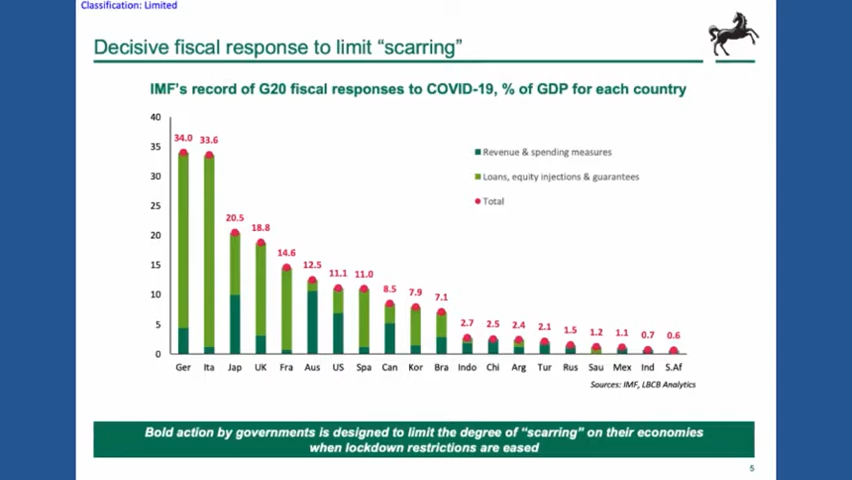 Classification: Limited
Decisive fiscal response to limit “scarring”
IMF’s record of G20 fiscal responses to COVID-19, % of GDP for each country
40
35
30
25
20
15
10
5
0
34.0 33.6
20.5
18.8
14.6
12.5
11.1 11.0
8.5
7.9
7.1
2.7 2.5 2.4 2.1 1.5 1.2 1.1 0.7 0.6
Revenue & spending measures
Loans, equity injections & guarantees
Total
Ger Ita Jap UK Fra Aus US Spa Can Kor Bra Indo Chi Arg Tur Rus Sau Mex Ind S.Af
Sources: IMF, LBCB Analytics
Bold action by governments is designed to limit the degree of “scarring” on their economies
when lockdown restrictions are eased
5